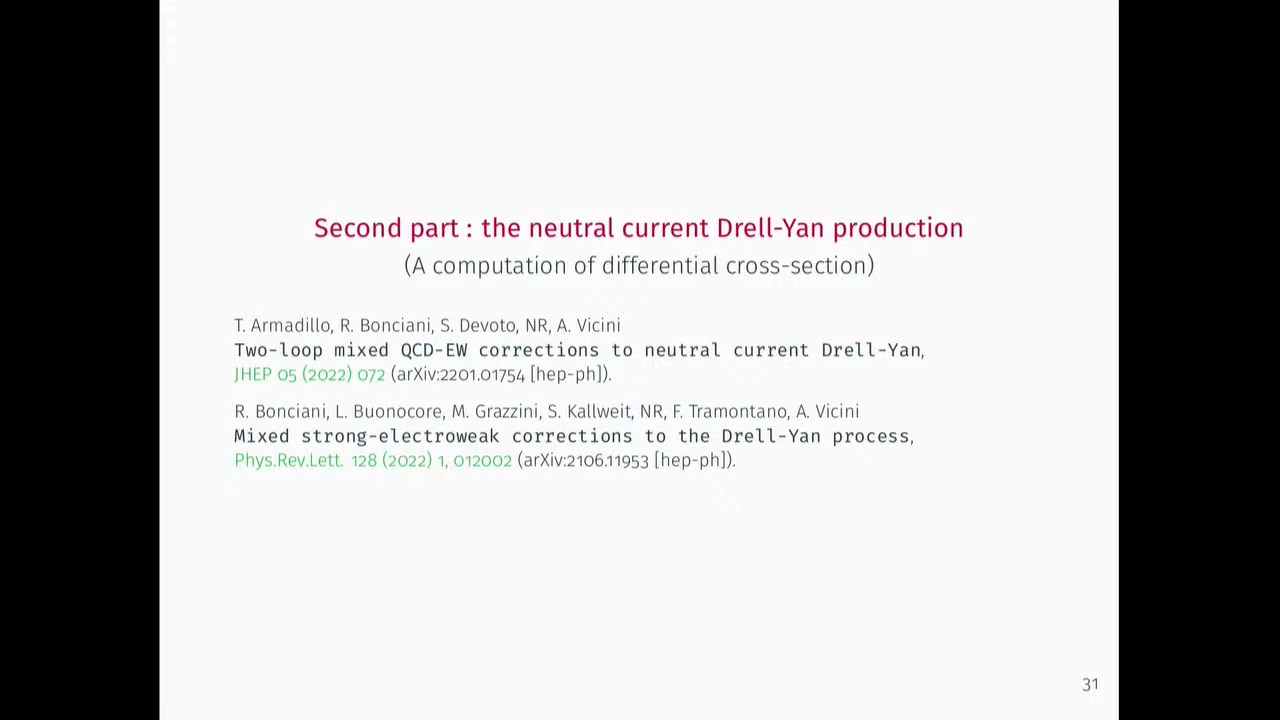 Second part : the neutral current Drell-Yan production
(A computation of differential cross-section)
T. Armadillo, R. Bonciani, S. Devoto, NR, A. Vicini
Two-loop mixed QCD-EW corrections to neutral current Drell-Yan,
JHEP 05 (2022) 072 (arXiv:2201.01754 [hep-ph]).
R. Bonciani, L. Buonocore, M. Grazzini, S. Kallweit, NR, F. Tramontano, A. Vicini
Mixed strong-electroweak corrections to the Drell-Yan process,
Phys.Rev.Lett. 128 (2022) 1, 012002 (arXiv:2106.11953 [hep-ph]).
31